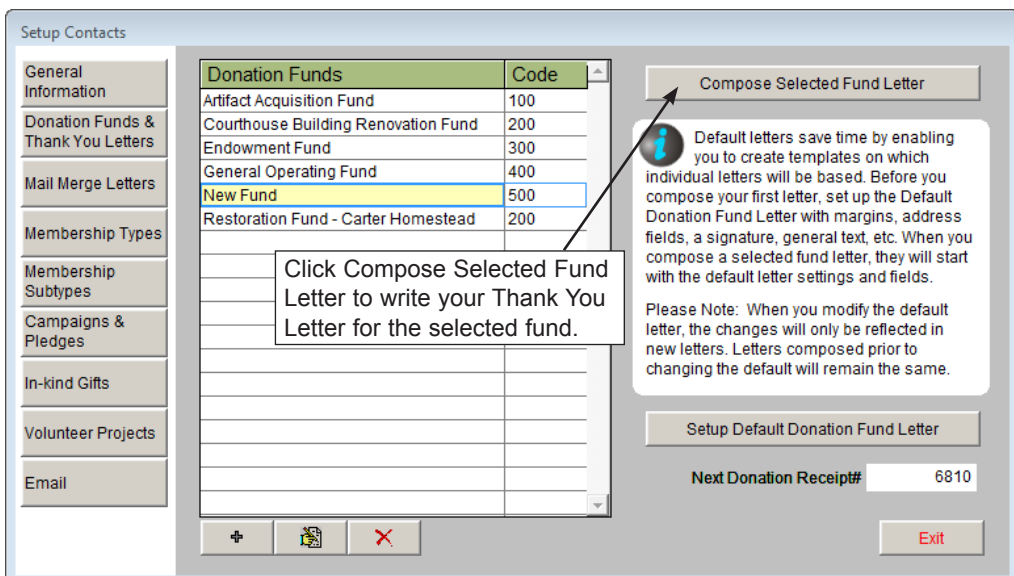 Setup Contacts
General
Information
Donation Funds &
Thank You Letters
Mail Merge Letters
Membership Types
Membership
Subtypes
Campaigns &
Pledges
In-kind Gifts
Volunteer Projects
Email
Donation Funds Code
Artifact Acquisition Fund 100
Courthouse Building Renovation Fund 200
Endowment Fund 300
General Operating Fund 400
New Fund 500
Restoration Fund - Carter Homestead 200
Click Compose Selected Fund
Letter to write your Thank You
Letter for the selected fund.
Compose Selected Fund Letter
Default letters save time by enabling
you to create templates on which
individual letters will be based. Before you
compose your first letter, set up the Default
Donation Fund Letter with margins, address
fields, a signature, general text, etc. When you
compose a selected fund letter, they will start
with the default letter settings and fields.
Please Note: When you modify the default
letter, the changes will only be reflected in
new letters. Letters composed prior to
changing the default will remain the same.
Setup Default Donation Fund Letter
Next Donation Receipt# 6810
Exit